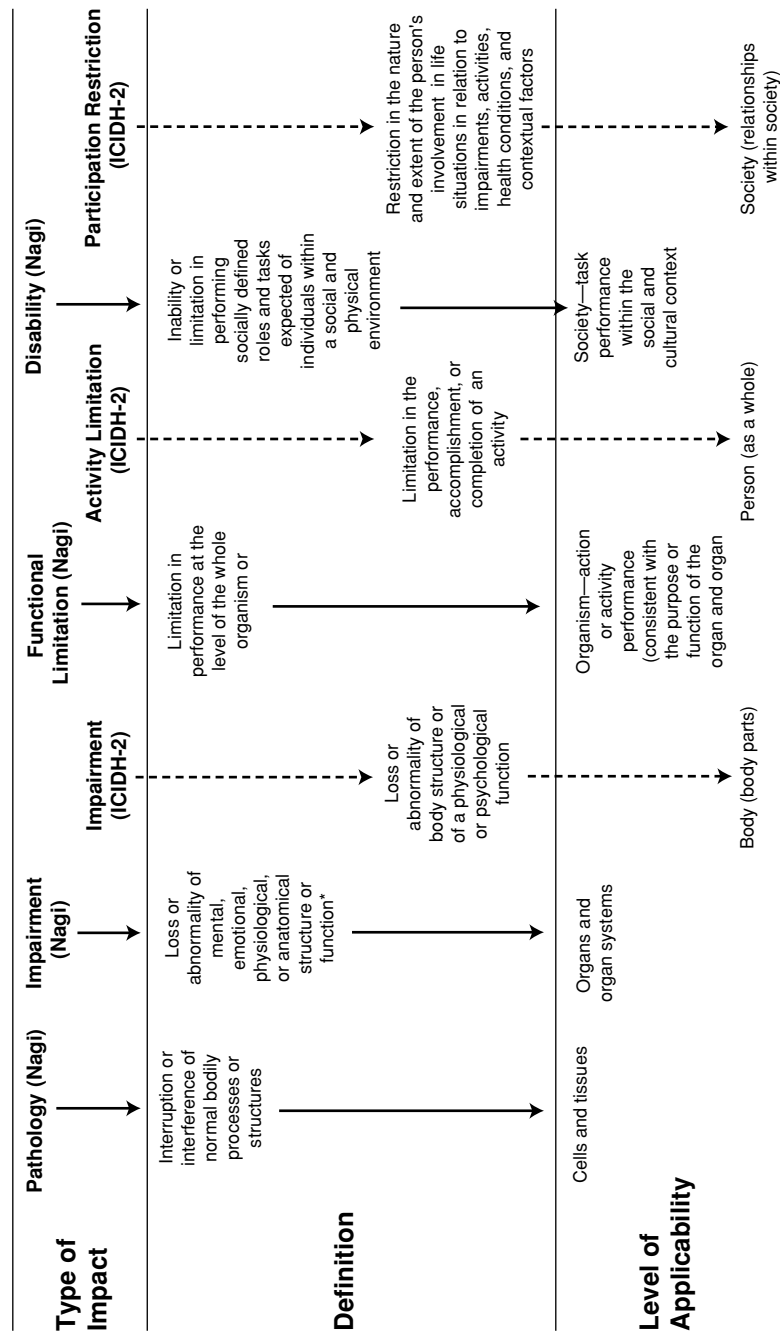 Type of
Impact
Pathology (Nagi)
Impairment
(Nagi)
Impairment
(ICIDH-2)
Functional
Limitation (Nagi)
Activity Limitation
(ICIDH-2)
Disability (Nagi)
Participation Restriction
(ICIDH-2)
Definition
Interruption or
interference of
normal bodily
processes or
structures
Loss or
abnormality of
mental,
emotional,
physiological,
or anatomical
structure or
function*
Loss or
abnormality of
body structure or
of a physiological
or psychological
function
Limitation in
performance at the
level of the whole
organism or
Limitation in the
performance,
accomplishment, or
completion of an
activity
Inability or
limitation in
performing
socially defined
roles and tasks
expected of
individuals within
a social and
physical
environment
Restriction in the nature
and extent of the person's
involvement in life
situations in relation to
impairments, activities,
health conditions, and
contextual factors
Level of
Applicability
Cells and tissues
Organs and
organ systems
Body (body parts)
Organism—action
or activity
performance
(consistent with
the purpose or
function of the
organ and organ
Person (as a whole)
Society—task
performance
within the
social and
cultural context
Society (relationships
within society)